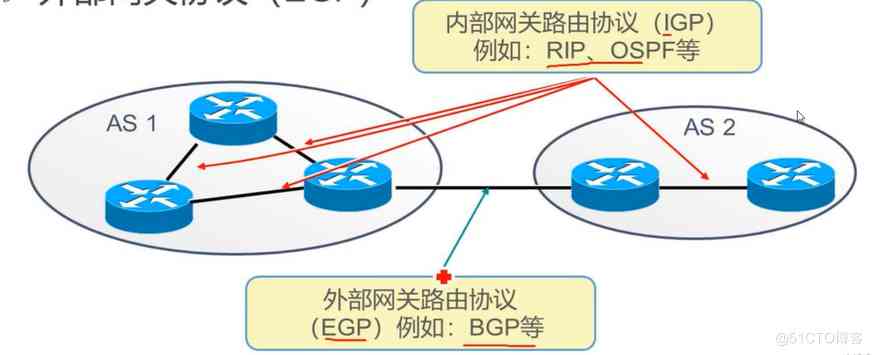 外部网关协议（EGP）
内部网关路由协议（IGP）
例如：RIP、OSPF等
AS 1
AS 2
外部网关路由协议
（EGP）例如：BGP等
@51CTO博客